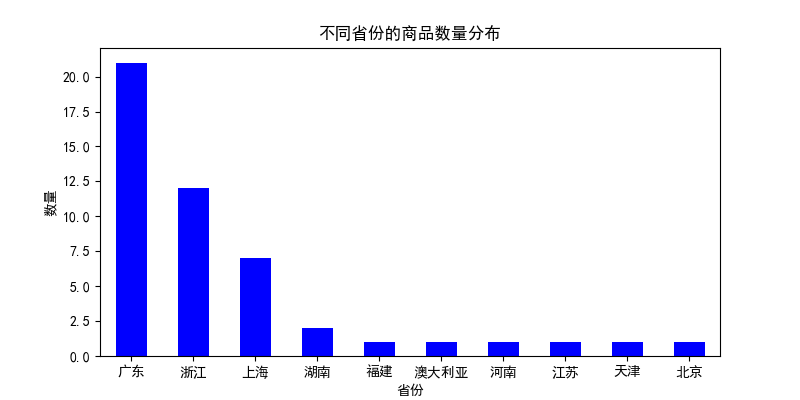 不同省份的商品数量分布
数量
20.0
17.5
15.0
12.5
10.0
7.5
5.0
2.5
0.0
广东 浙江 上海 湖南 福建 澳大利亚 河南 江苏 天津 北京
省份